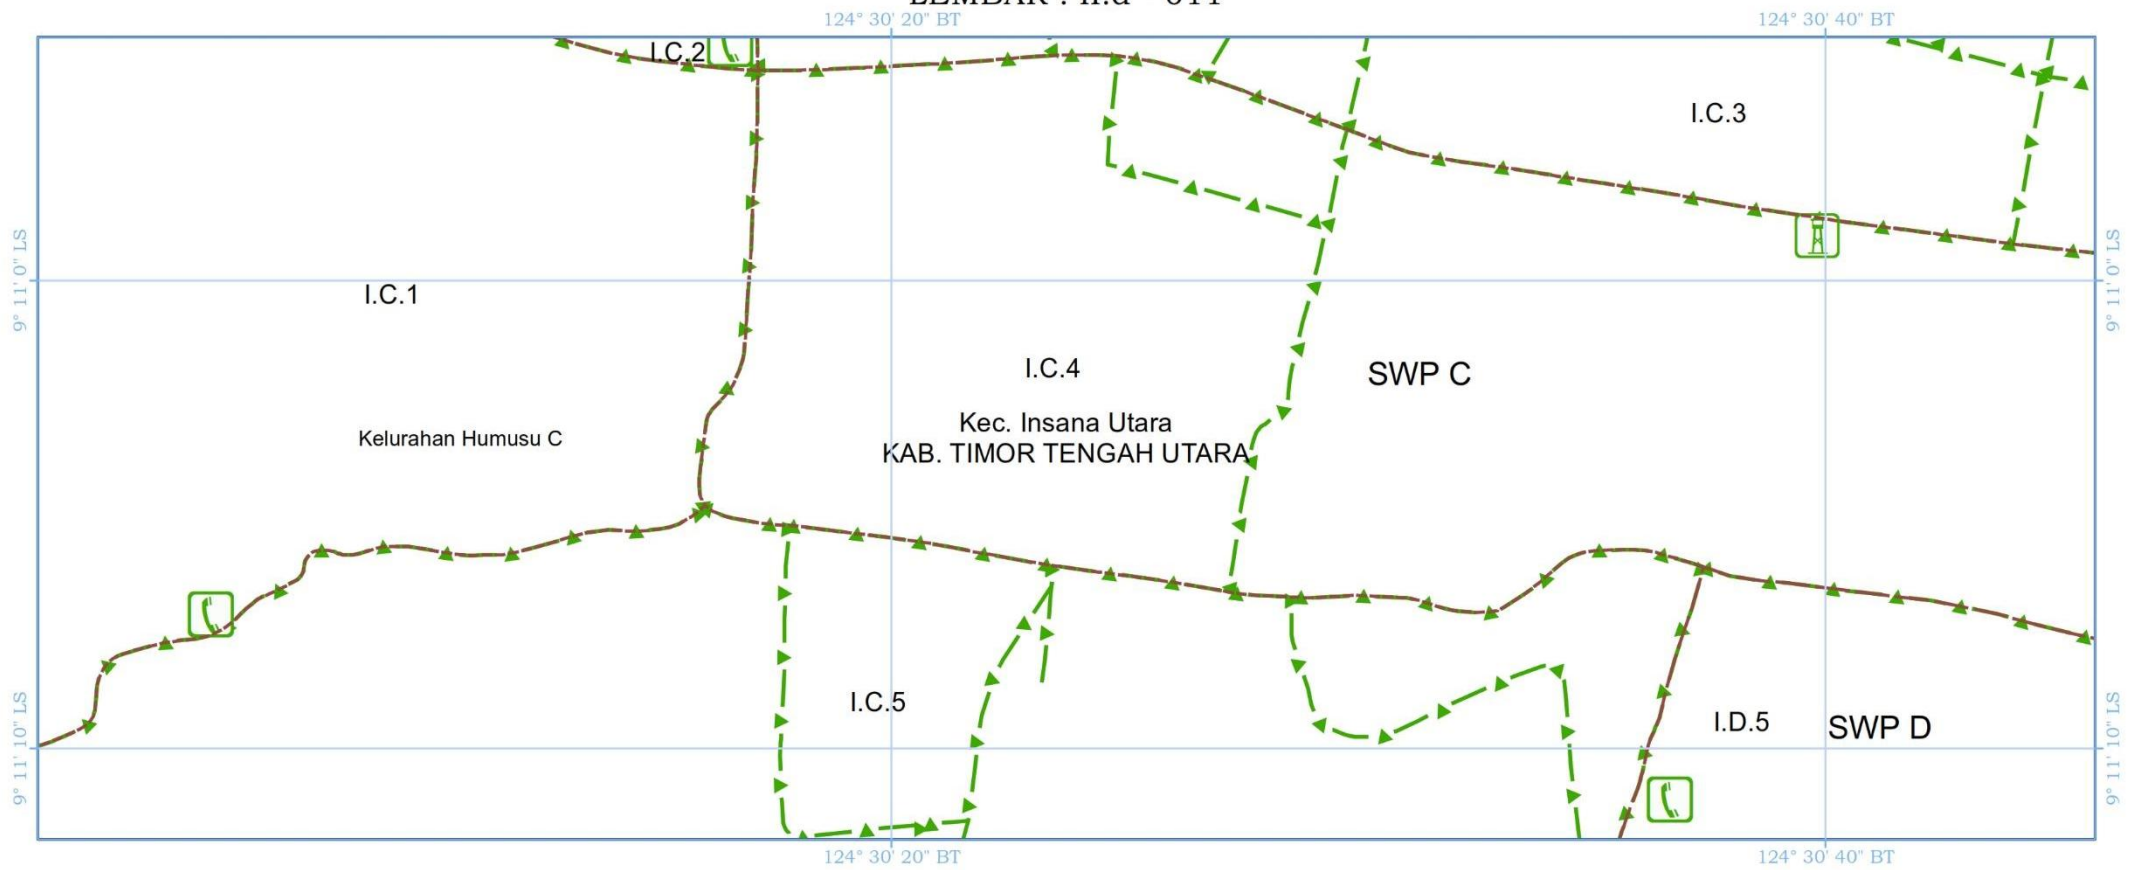 124° 30' 20" BT
124° 30' 40" BT
I.C.2
I.C.3
9° 11' 0" LS
9° 11' 0" LS
I.C.1
I.C.4
SWP C
Kec. Insana Utara
Kelurahan Humusu C
KAB. TIMOR TENGAH UTARA
I.C.5
I.D.5
SWP D
9° 11' 10" LS
9° 11' 10" LS
124° 30' 20" BT
124° 30' 40" BT